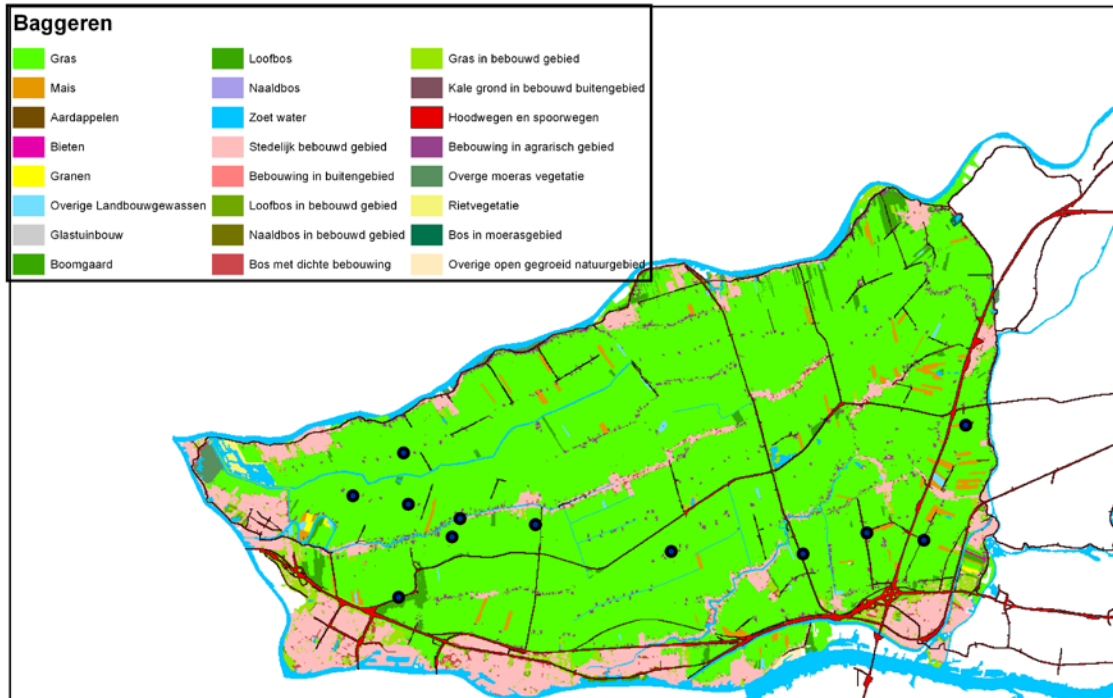 Baggeren
Gras
Mais
Aardappelen
Bieten
Granen
Overige Landbouwgewassen
Glastuinbouw
Boomgaard
Loofbos
Naaldbos
Zoet water
Stedelijk bebouwd gebied
Bebouwing in buitengebied
Loofbos in bebouwd gebied
Naaldbos in bebouwd gebied
Bos met dichte bebouwing
Gras in bebouwd gebied
Kale grond in bebouwd buitengebied
Hoodwegen en spoorwegen
Bebouwing in agrarisch gebied
Overge moeras vegetatie
Rietvegetatie
Bos in moerasgebied
Overige open gegroeid natuurgebied